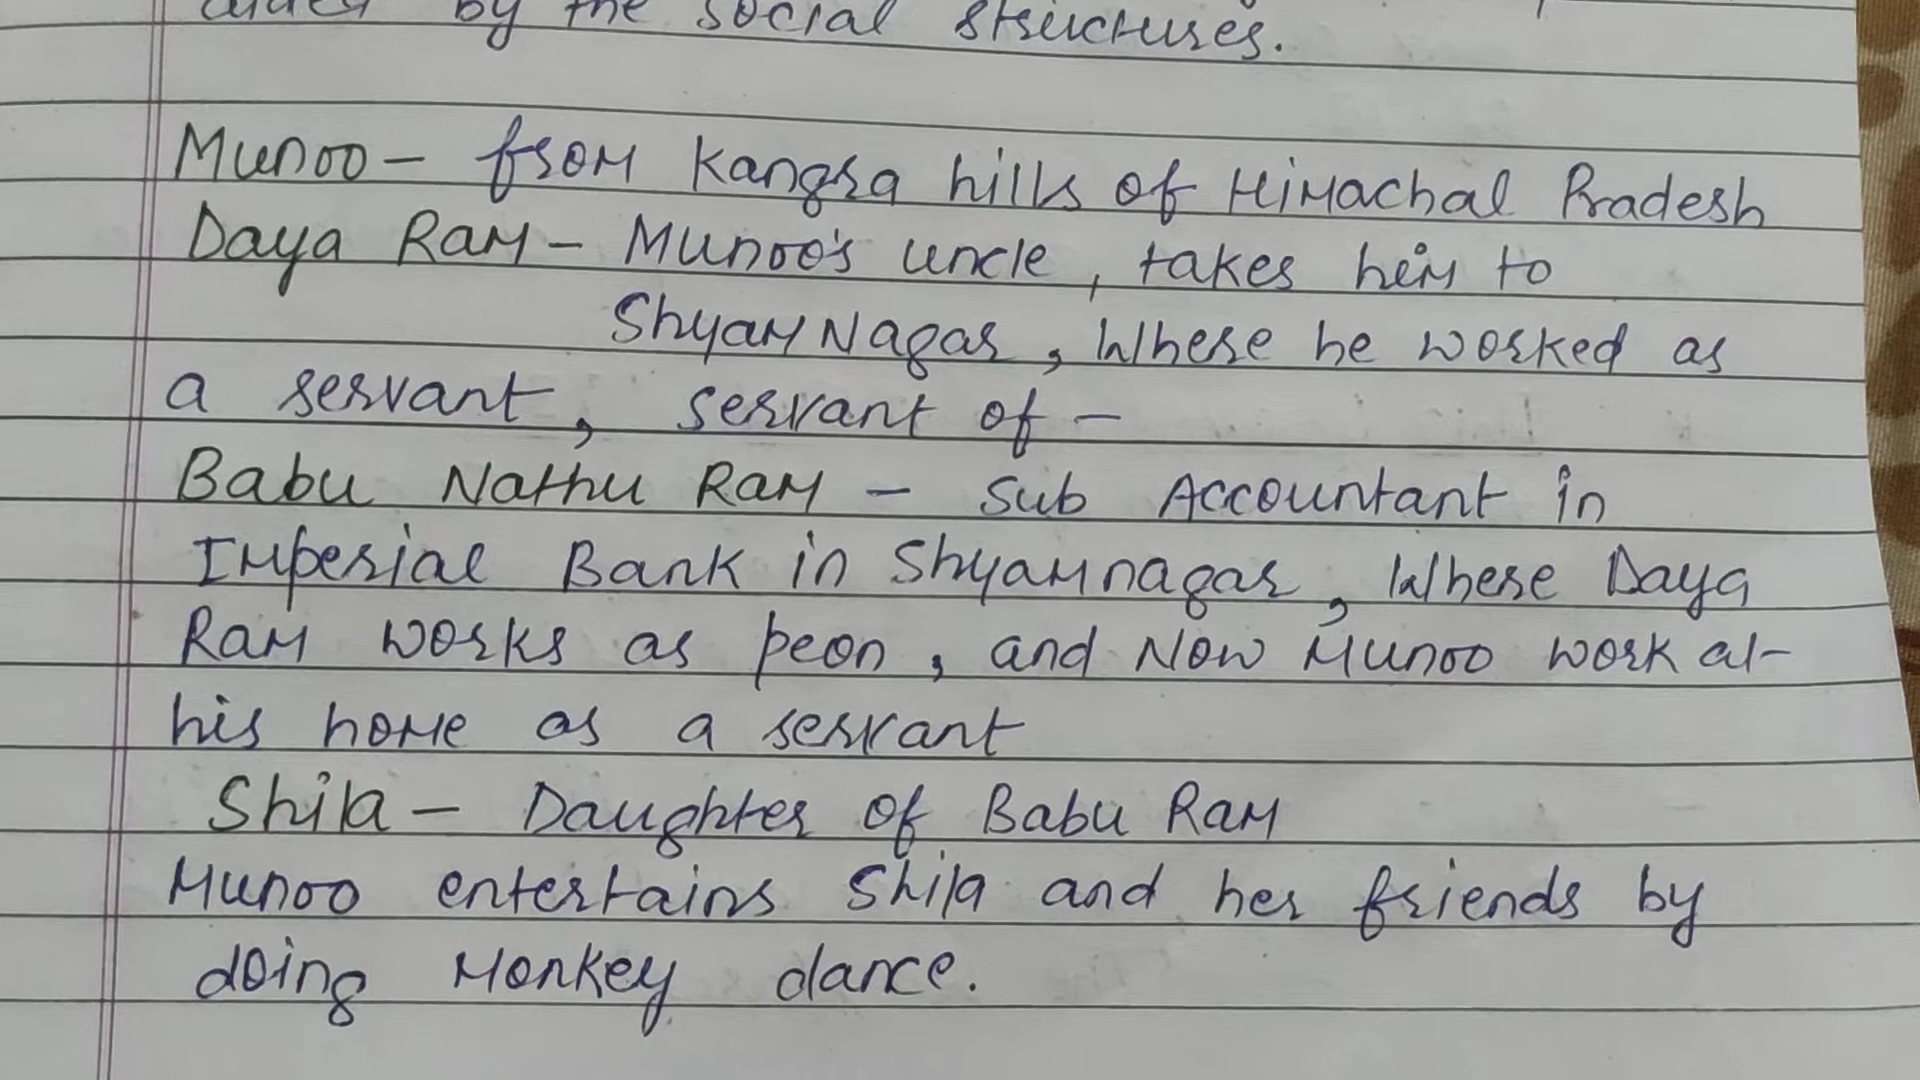 by the social structures.
Munoo - from Kangra hills of Himachal Pradesh
Daya Ram - Munoo's uncle, takes him to
Shyam Nagar, Where he worked as
a servant, servant of -
Babu Nathu Ram - Sub Accountant in
Imperial Bank in Shyamnagar, Where Daya
Ram works as peon, and Now Munoo work at
his home as a servant
Shila - Daughter of Babu Ram
Munoo entertains Shila and her friends by
doing Monkey dance.